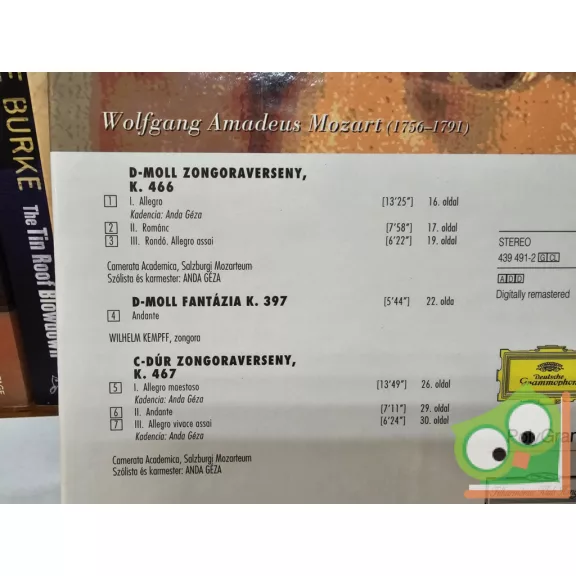 BURKE
The Tin Roof Blowdown
Wolfgang Amadeus Mozart (1756–1791)
D-MOLL ZONGORAVERSENY,
K. 466
1 I. Allegro [13'25"] 16. oldal
Kadencia: Anda Géza
2 II. Románc [7'58"] 17. oldal
3 III. Rondó. Allegro assai [6'22"] 19. oldal
Camerata Academica, Salzburgi Mozarteum
Szólista és karmester: ANDA GÉZA
D-MOLL FANTÁZIA K. 397 [5'44"] 22. olda
4 Andante
WILHELM KEMPFF, zongora
C-DÚR ZONGORAVERSENY,
K. 467
5 I. Allegro maestoso [13'49"] 26. oldal
Kadencia: Anda Géza
6 II. Andante [7'11"] 29. oldal
7 III. Allegro vivace assai [6'24"] 30. oldal
Kadencia: Anda Géza
Camerata Academica, Salzburgi Mozarteum
Szólista és karmester: ANDA GÉZA
STEREO
439 491-2 GCJ
ADD
Digitally remastered
Deutsche
Grammophon
PolyGram